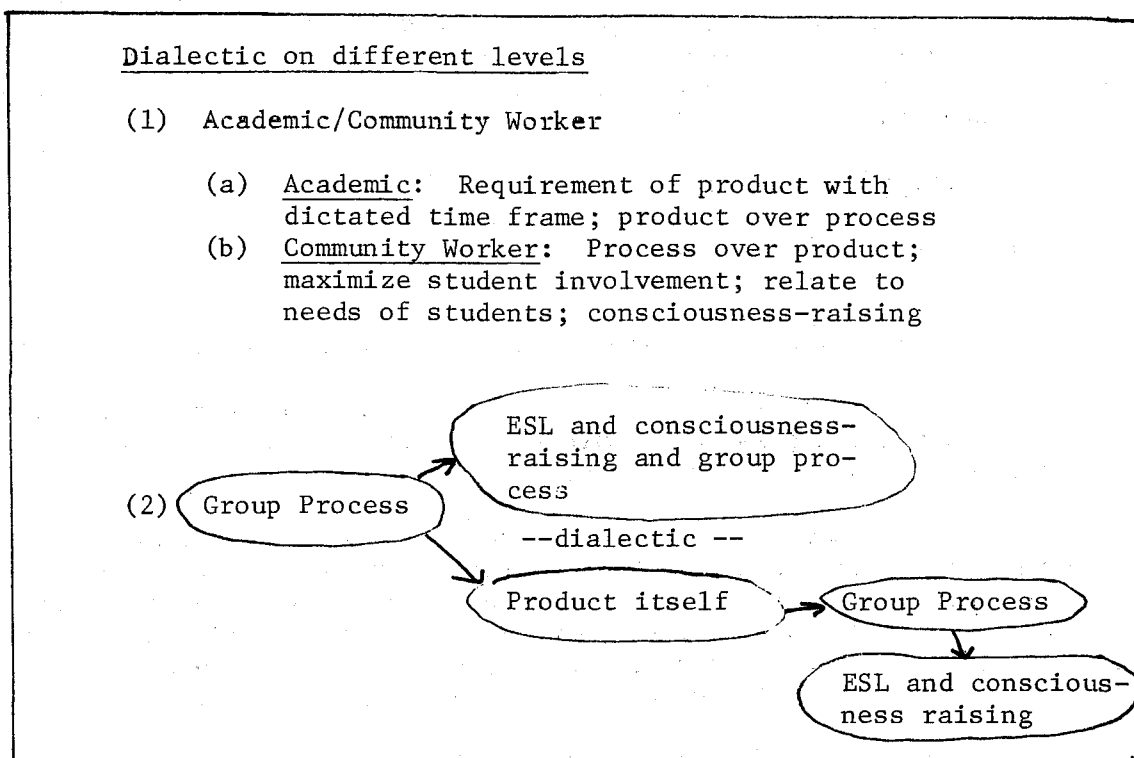 Dialectic on different levels
(1) Academic/Community Worker
(a) Academic: Requirement of product with
dictated time frame; product over process
(b) Community Worker: Process over product;
maximize student involvement; relate to
needs of students; consciousness-raising
ESL and consciousness-
raising and group pro-
cess
(2) Group Process
--dialectic --
Product itself
Group Process
ESL and conscious-
ness raising